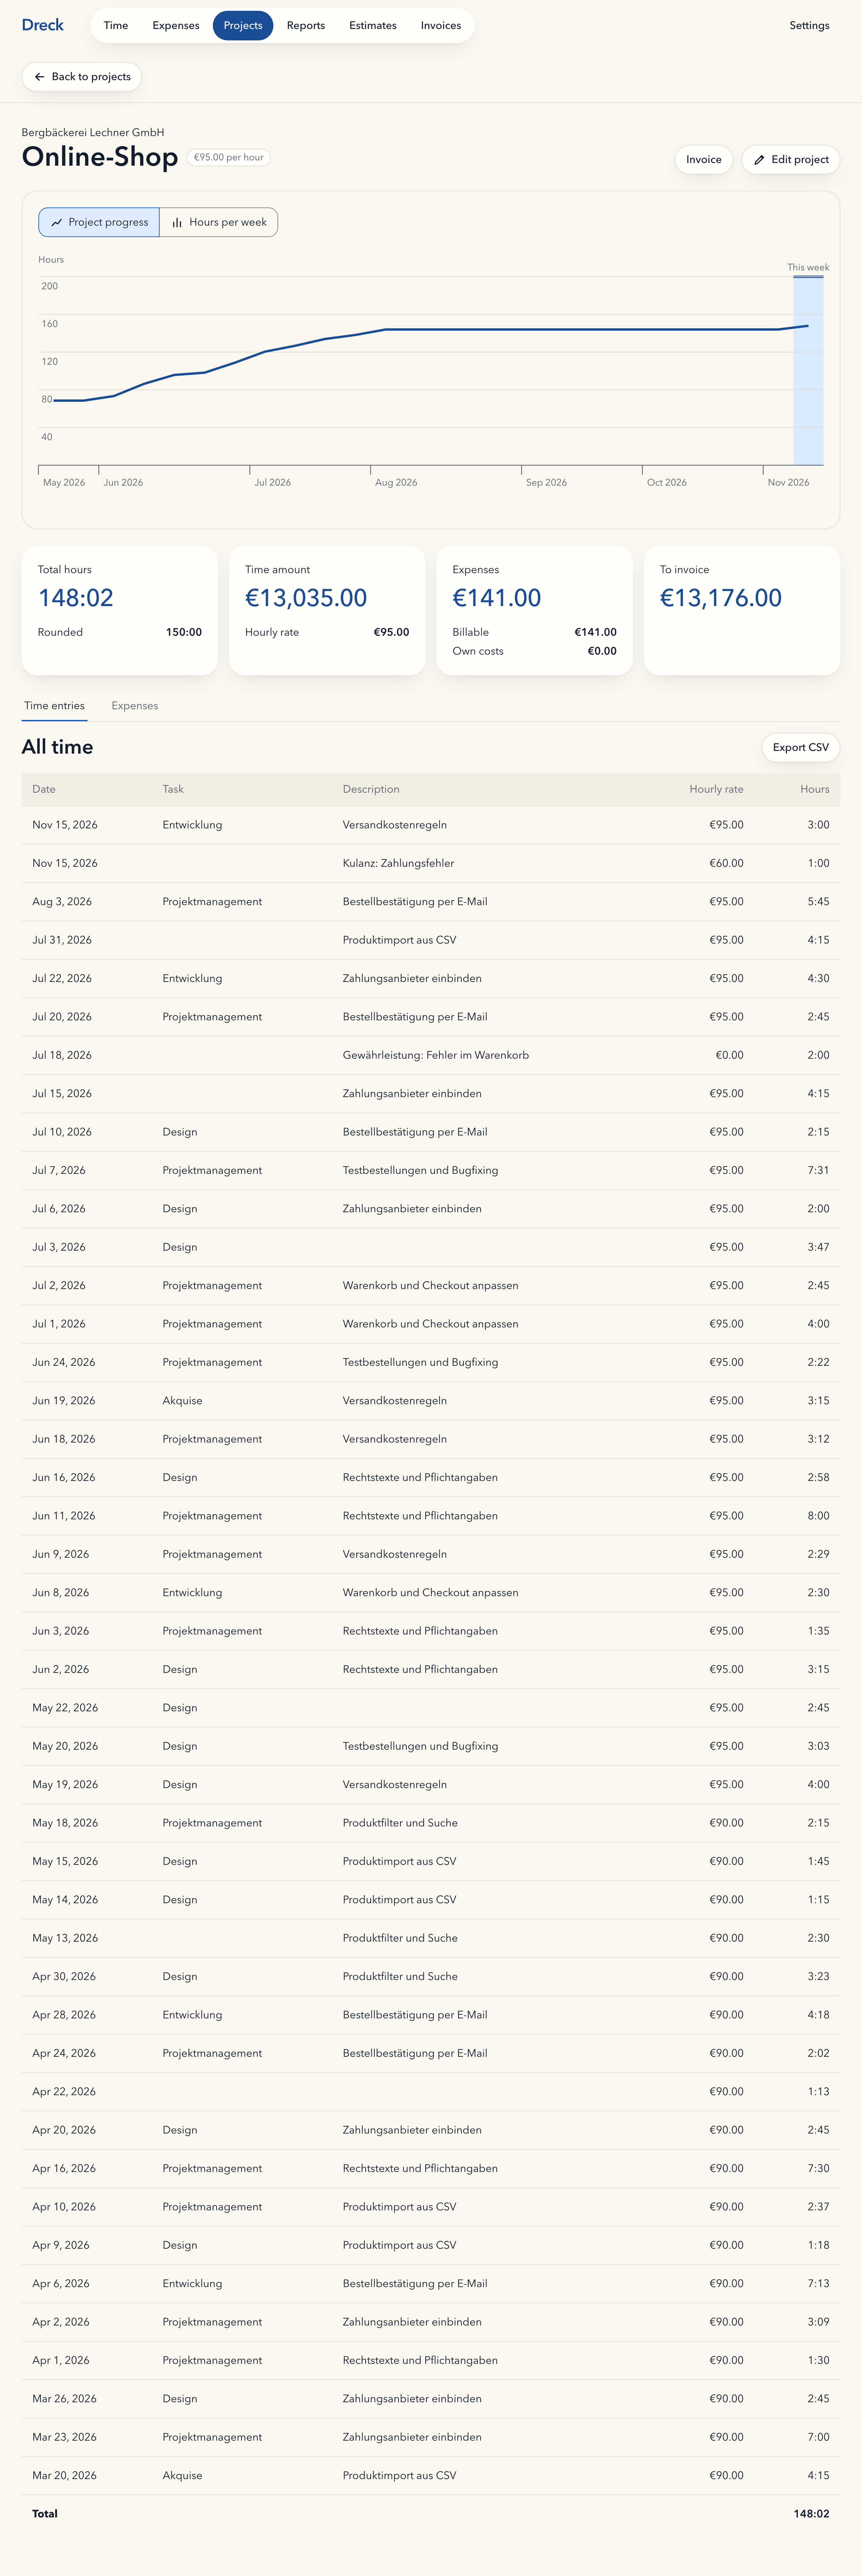 Dreck Time Expenses Projects Reports Estimates Invoices Settings
Back to projects
Bergbäckerei Lechner GmbH
Online-Shop €95.00 per hour Invoice Edit project
Project progress Hours per week
Hours
This week
200
160
120
80
40
May 2026 Jun 2026 Jul 2026 Aug 2026 Sep 2026 Oct 2026 Nov 2026
Total hours
148:02
Rounded 150:00
Time amount
€13,035.00
Hourly rate €95.00
Expenses
€141.00
Billable €141.00
Own costs €0.00
To invoice
€13,176.00
Time entries Expenses
All time Export CSV
Date Task Description Hourly rate Hours
Nov 15, 2026 Entwicklung Versandkostenregeln €95.00 3:00
Nov 15, 2026 Kulanz: Zahlungsfehler €60.00 1:00
Aug 3, 2026 Projektmanagement Bestellbestätigung per E-Mail €95.00 5:45
Jul 31, 2026 Produktimport aus CSV €95.00 4:15
Jul 22, 2026 Entwicklung Zahlungsanbieter einbinden €95.00 4:30
Jul 20, 2026 Projektmanagement Bestellbestätigung per E-Mail €95.00 2:45
Jul 18, 2026 Gewährleistung: Fehler im Warenkorb €0.00 2:00
Jul 15, 2026 Zahlungsanbieter einbinden €95.00 4:15
Jul 10, 2026 Design Bestellbestätigung per E-Mail €95.00 2:15
Jul 7, 2026 Projektmanagement Testbestellungen und Bugfixing €95.00 7:31
Jul 6, 2026 Design Zahlungsanbieter einbinden €95.00 2:00
Jul 3, 2026 Design €95.00 3:47
Jul 2, 2026 Projektmanagement Warenkorb und Checkout anpassen €95.00 2:45
Jul 1, 2026 Projektmanagement Warenkorb und Checkout anpassen €95.00 4:00
Jun 24, 2026 Projektmanagement Testbestellungen und Bugfixing €95.00 2:22
Jun 19, 2026 Akquise Versandkostenregeln €95.00 3:15
Jun 18, 2026 Projektmanagement Versandkostenregeln €95.00 3:12
Jun 16, 2026 Design Rechtstexte und Pflichtangaben €95.00 2:58
Jun 11, 2026 Projektmanagement Rechtstexte und Pflichtangaben €95.00 8:00
Jun 9, 2026 Projektmanagement Versandkostenregeln €95.00 2:29
Jun 8, 2026 Entwicklung Warenkorb und Checkout anpassen €95.00 2:30
Jun 3, 2026 Projektmanagement Rechtstexte und Pflichtangaben €95.00 1:35
Jun 2, 2026 Design Rechtstexte und Pflichtangaben €95.00 3:15
May 22, 2026 Design €95.00 2:45
May 20, 2026 Design Testbestellungen und Bugfixing €95.00 3:03
May 19, 2026 Design Versandkostenregeln €95.00 4:00
May 18, 2026 Projektmanagement Produktfilter und Suche €90.00 2:15
May 15, 2026 Design Produktimport aus CSV €90.00 1:45
May 14, 2026 Design Produktimport aus CSV €90.00 1:15
May 13, 2026 Produktfilter und Suche €90.00 2:30
Apr 30, 2026 Design Produktfilter und Suche €90.00 3:23
Apr 28, 2026 Entwicklung Bestellbestätigung per E-Mail €90.00 4:18
Apr 24, 2026 Projektmanagement Bestellbestätigung per E-Mail €90.00 2:02
Apr 22, 2026 €90.00 1:13
Apr 20, 2026 Design Zahlungsanbieter einbinden €90.00 2:45
Apr 16, 2026 Projektmanagement Rechtstexte und Pflichtangaben €90.00 7:30
Apr 10, 2026 Projektmanagement Produktimport aus CSV €90.00 2:37
Apr 9, 2026 Design Produktimport aus CSV €90.00 1:18
Apr 6, 2026 Entwicklung Bestellbestätigung per E-Mail €90.00 7:13
Apr 2, 2026 Projektmanagement Zahlungsanbieter einbinden €90.00 3:09
Apr 1, 2026 Projektmanagement Rechtstexte und Pflichtangaben €90.00 1:30
Mar 26, 2026 Design Zahlungsanbieter einbinden €90.00 2:45
Mar 23, 2026 Projektmanagement Zahlungsanbieter einbinden €90.00 7:00
Mar 20, 2026 Akquise Produktimport aus CSV €90.00 4:15
Total 148:02